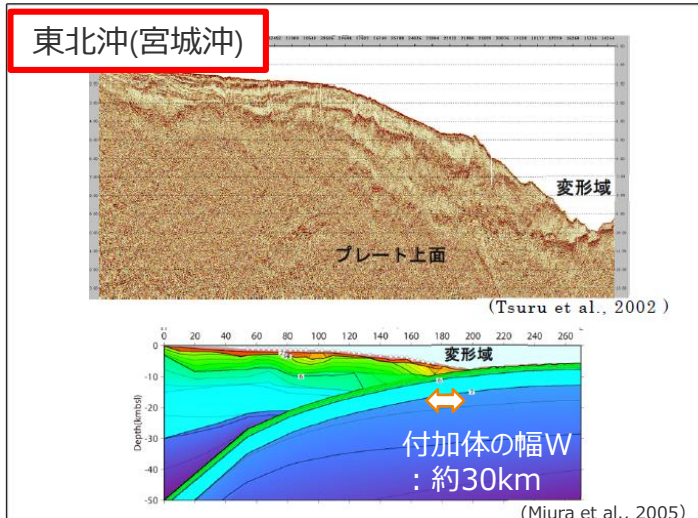 東北沖(宮城沖)
変形域
プレート上面
(Tsuru et al., 2002 )
0 20 40 60 80 100 120 140 160 180 200 220 240 260
変形域
0
-10
-20
-30
-40
-50
Depth(kmbsl)
付加体の幅W
：約30km
(Miura et al., 2005)